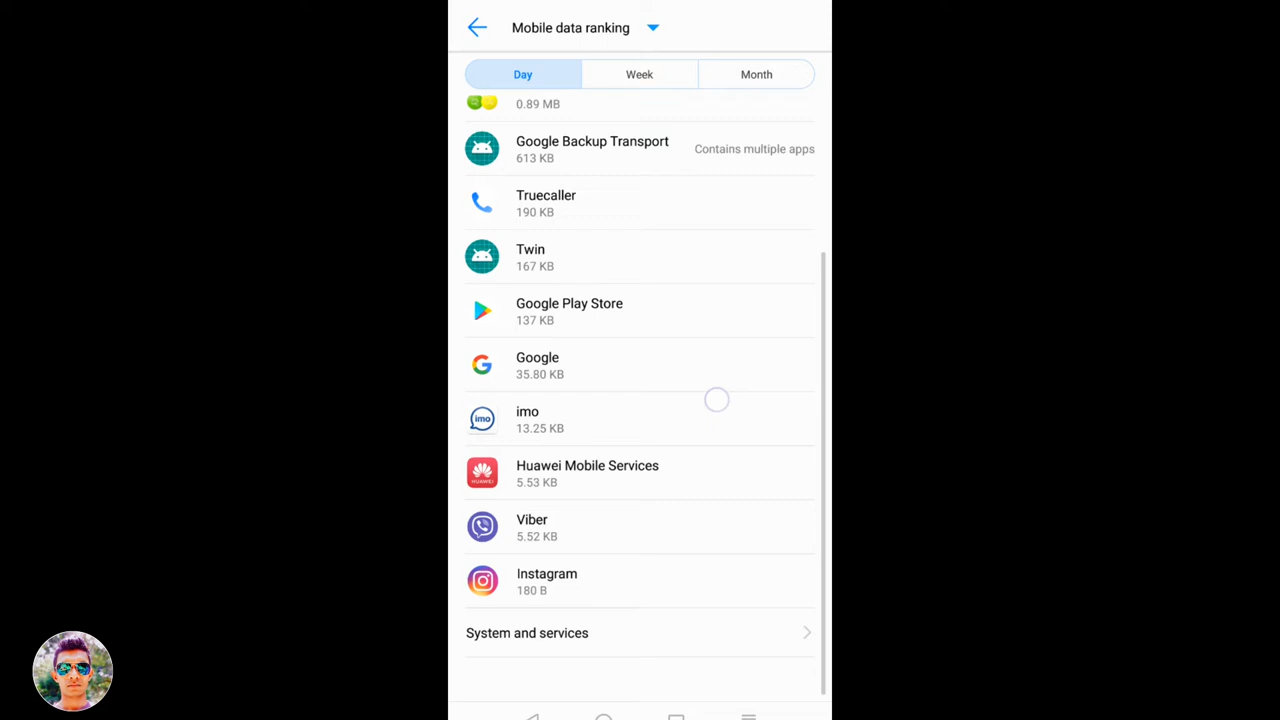 Mobile data ranking
Day
Week
Month
0.89 MB
Google Backup Transport
613 KB
Contains multiple apps
Truecaller
190 KB
Twin
167 KB
Google Play Store
137 KB
Google
35.80 KB
imo
imo
13.25 KB
HUAWEI
Huawei Mobile Services
5.53 KB
Viber
5.52 KB
Instagram
180 B
System and services